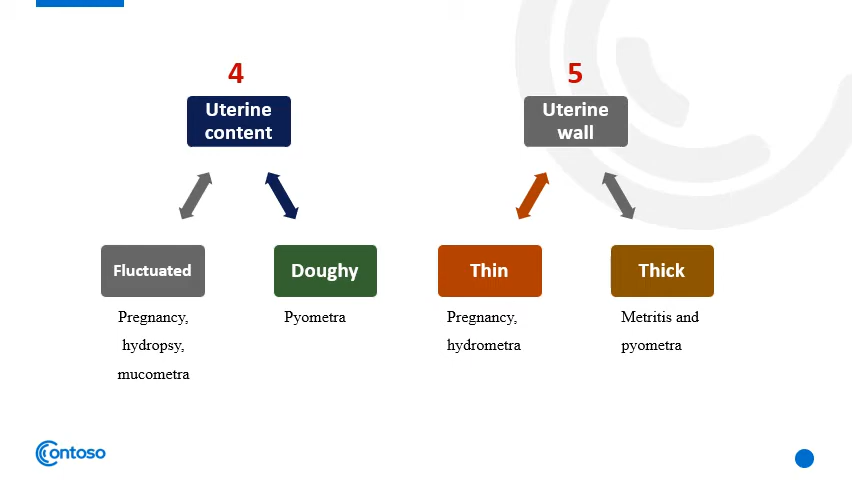 4
Uterine
content
Fluctuated
Pregnancy,
hydropsy,
mucometra
Doughy
Pyometra
5
Uterine
wall
Thin
Pregnancy,
hydrometra
Thick
Metritis and
pyometra
Contoso